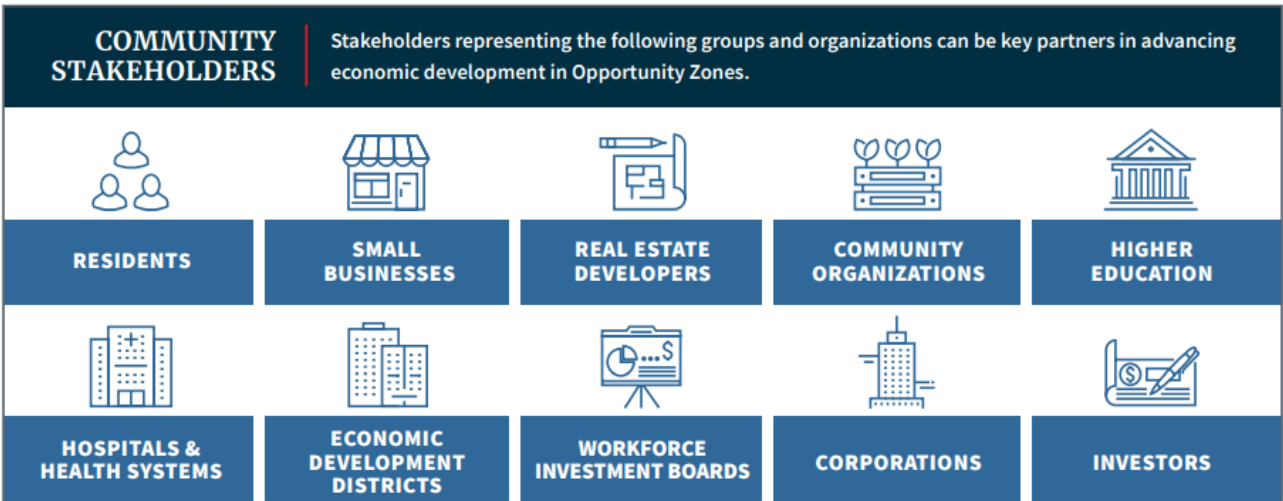 COMMUNITY
STAKEHOLDERS
Stakeholders representing the following groups and organizations can be key partners in advancing
economic development in Opportunity Zones.
RESIDENTS
SMALL
BUSINESSES
REAL ESTATE
DEVELOPERS
COMMUNITY
ORGANIZATIONS
HIGHER
EDUCATION
...$
$
HOSPITALS &
HEALTH SYSTEMS
ECONOMIC
DEVELOPMENT
DISTRICTS
WORKFORCE
INVESTMENT BOARDS
CORPORATIONS
INVESTORS